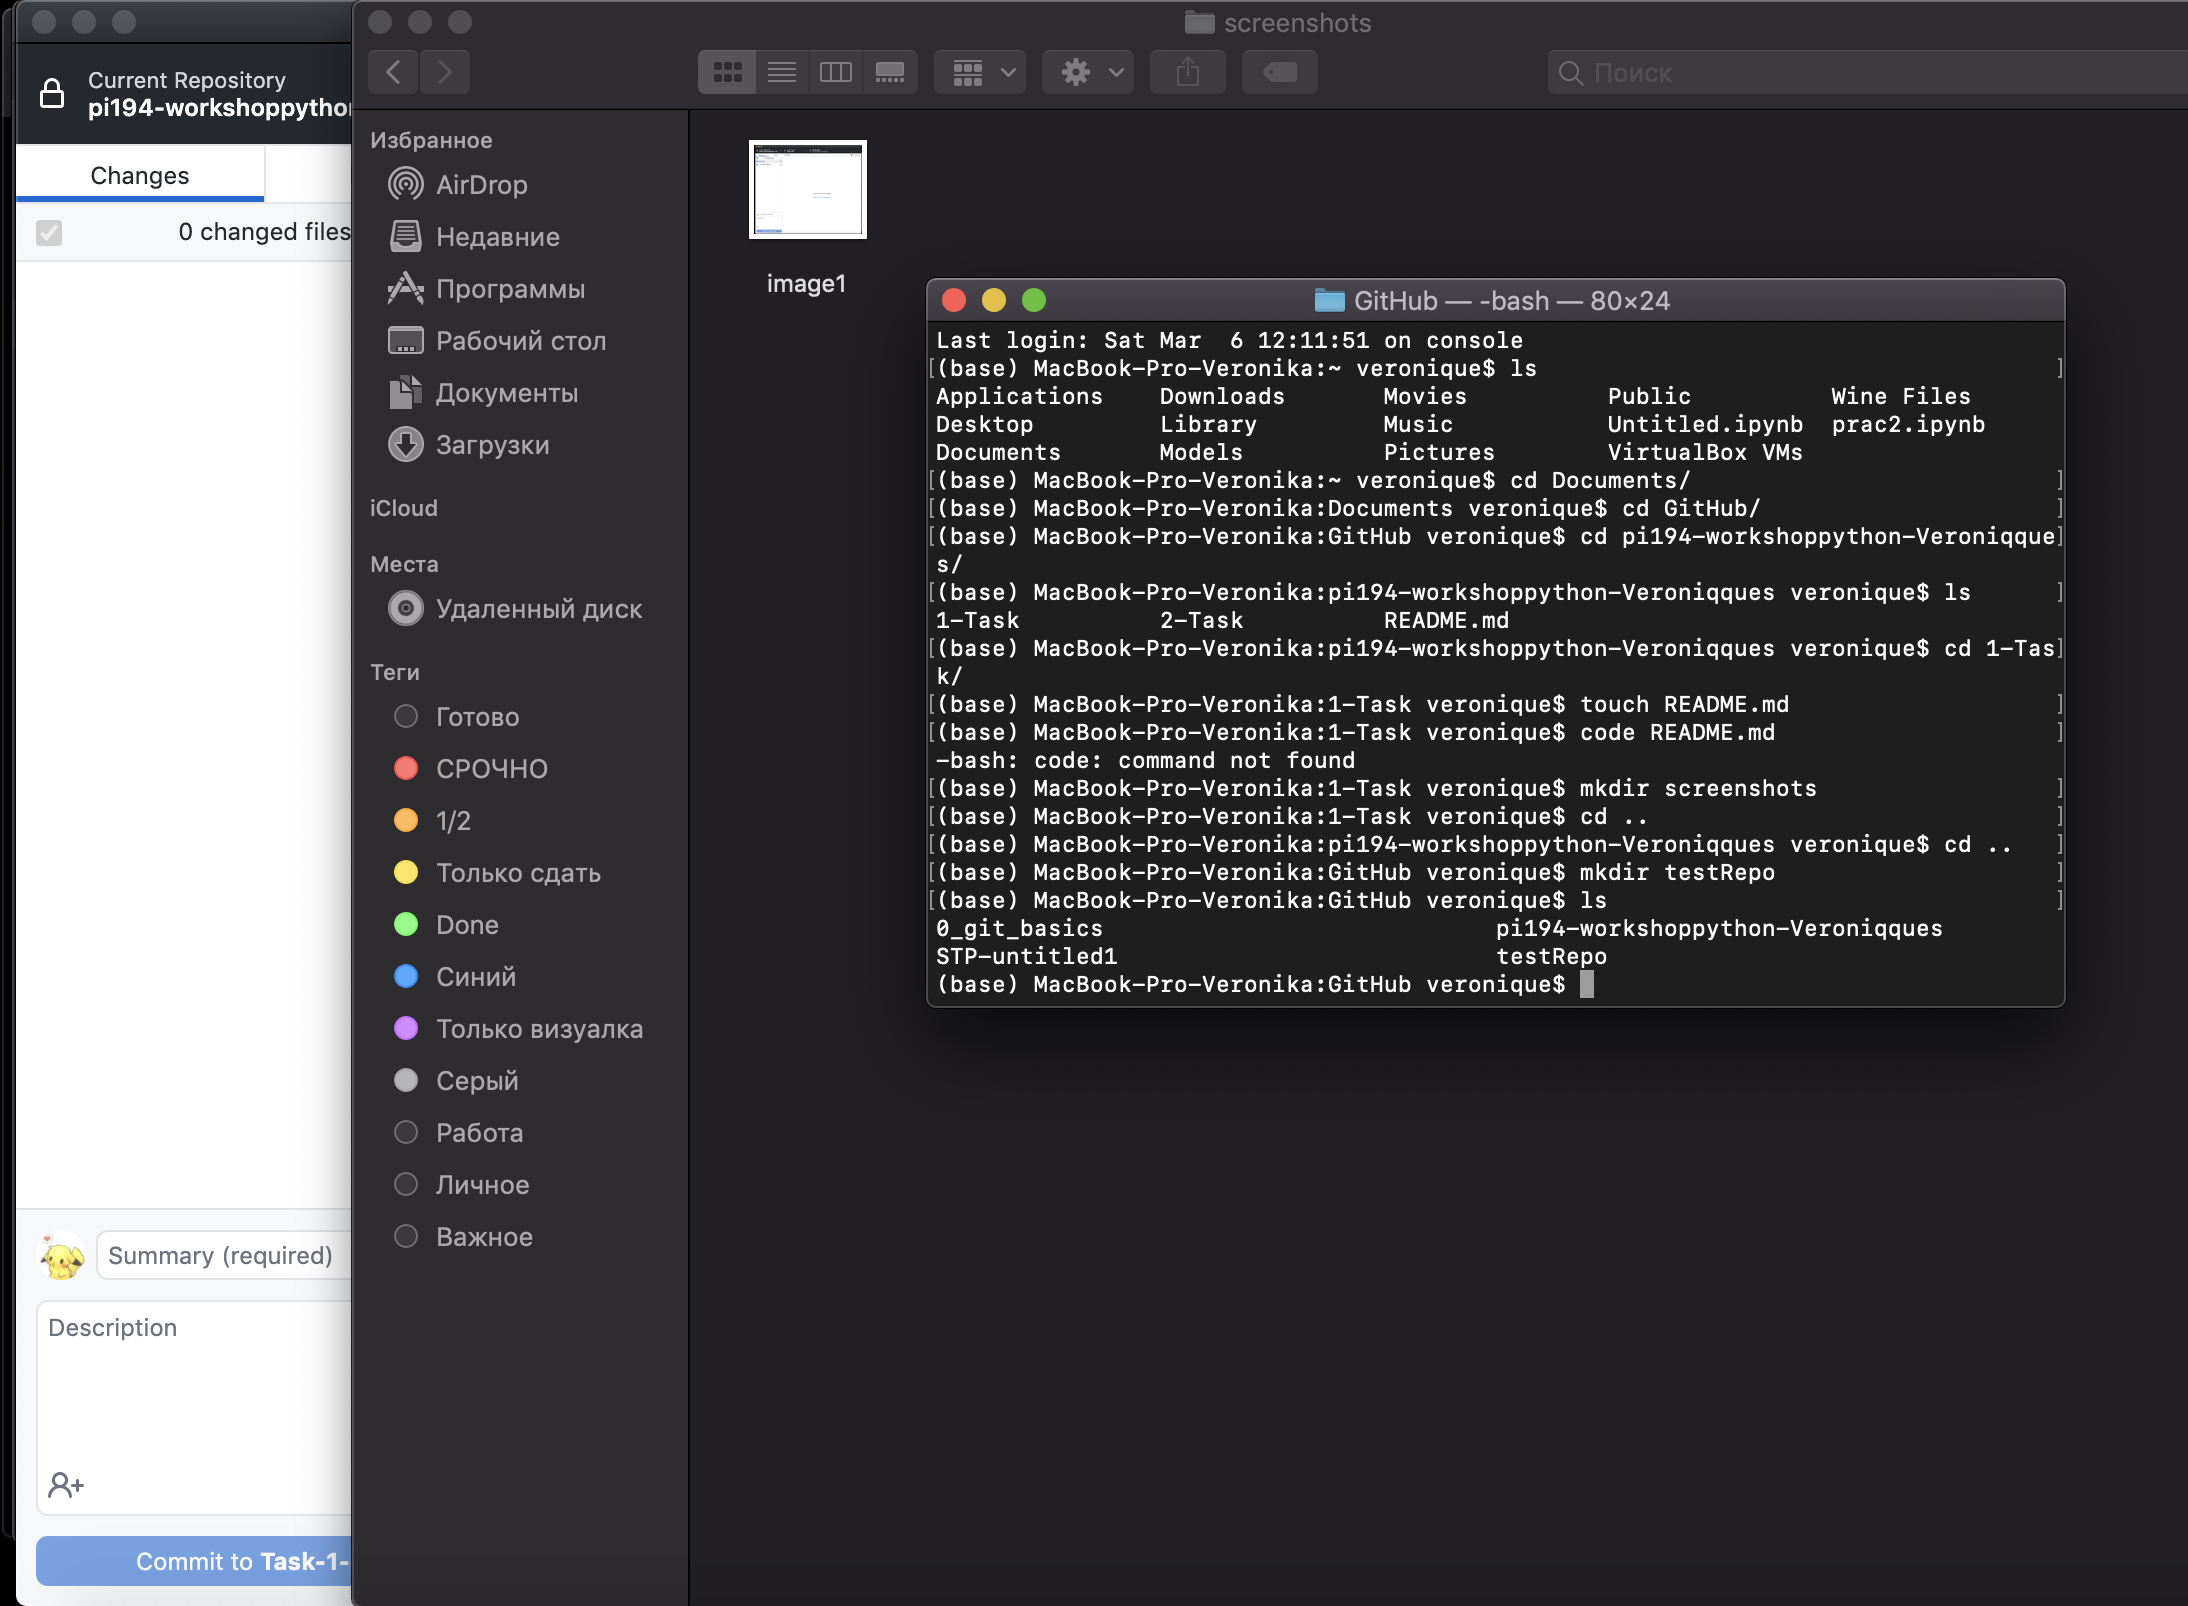 Current Repository
pi194-workshoppython
Changes
0 changed files
Summary (required)
Description
Commit to Task-1-
screenshots
Поиск
Избранное
AirDrop
Недавние
Программы
Рабочий стол
Документы
Загрузки
iCloud
Места
Удаленный диск
Теги
Готово
СРОЧНО
1/2
Только сдать
Done
Синий
Только визуалка
Серый
Работа
Личное
Важное
image1
GitHub — -bash — 80×24
Last login: Sat Mar  6 12:11:51 on console
[(base) MacBook-Pro-Veronika:~ veronique$ ls ]
Applications Downloads Movies Public Wine Files
Desktop Library Music Untitled.ipynb prac2.ipynb
Documents Models Pictures VirtualBox VMs
[(base) MacBook-Pro-Veronika:~ veronique$ cd Documents/ ]
[(base) MacBook-Pro-Veronika:Documents veronique$ cd GitHub/ ]
[(base) MacBook-Pro-Veronika:GitHub veronique$ cd pi194-workshoppython-Veroniqque]
s/
[(base) MacBook-Pro-Veronika:pi194-workshoppython-Veroniqques veronique$ ls ]
1-Task 2-Task README.md
[(base) MacBook-Pro-Veronika:pi194-workshoppython-Veroniqques veronique$ cd 1-Tas]
k/
[(base) MacBook-Pro-Veronika:1-Task veronique$ touch README.md ]
[(base) MacBook-Pro-Veronika:1-Task veronique$ code README.md ]
-bash: code: command not found
[(base) MacBook-Pro-Veronika:1-Task veronique$ mkdir screenshots ]
[(base) MacBook-Pro-Veronika:1-Task veronique$ cd .. ]
[(base) MacBook-Pro-Veronika:pi194-workshoppython-Veroniqques veronique$ cd .. ]
[(base) MacBook-Pro-Veronika:GitHub veronique$ mkdir testRepo ]
[(base) MacBook-Pro-Veronika:GitHub veronique$ ls ]
0_git_basics pi194-workshoppython-Veroniqques
STP-untitled1 testRepo
(base) MacBook-Pro-Veronika:GitHub veronique$